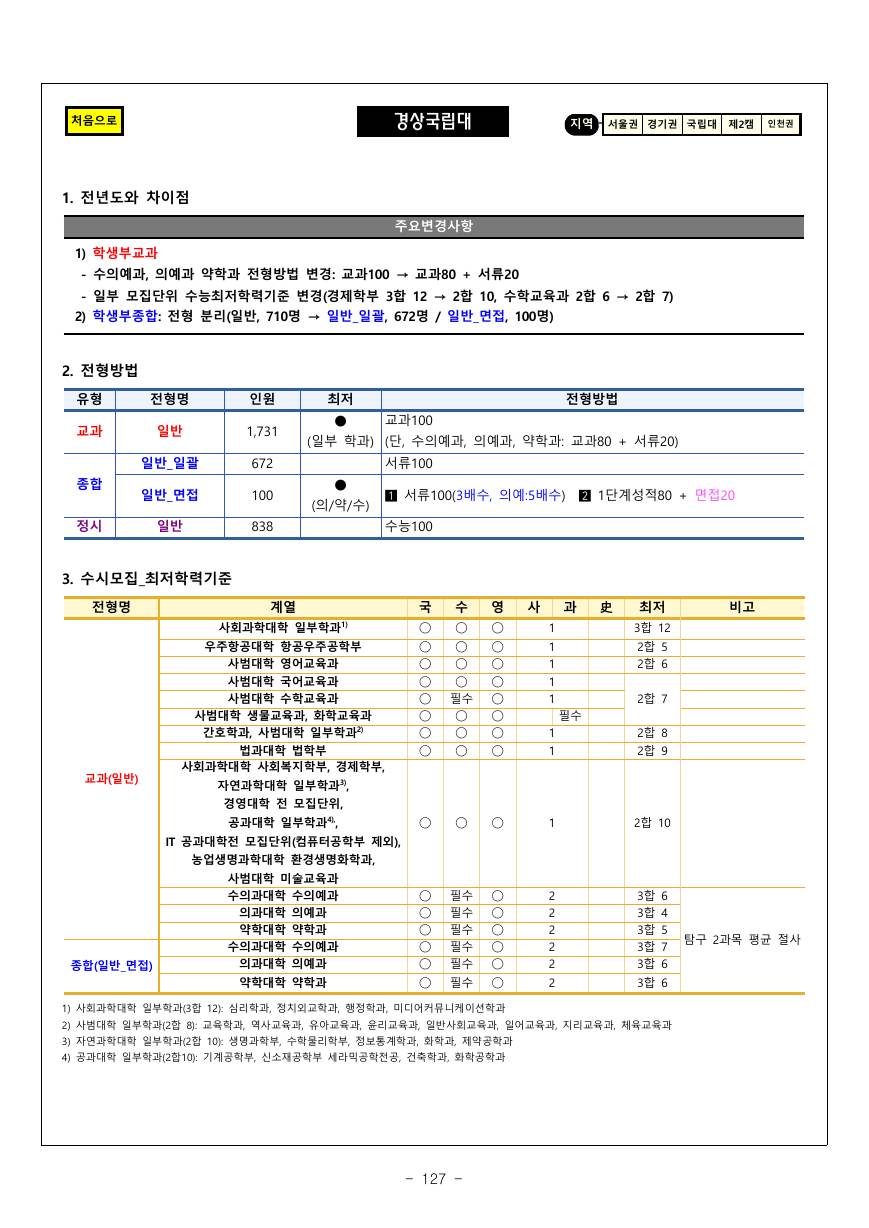 처음으로
경상국립대
지역 서울권 경기권 국립대 제2캠 인천권
1. 전년도와 차이점
주요변경사항
1) 학생부교과
- 수의예과, 의예과 약학과 전형방법 변경: 교과100 → 교과80 + 서류20
- 일부 모집단위 수능최저학력기준 변경(경제학부 3합 12 → 2합 10, 수학교육과 2합 6 → 2합 7)
2) 학생부종합: 전형 분리(일반, 710명 → 일반_일괄, 672명 / 일반_면접, 100명)
2. 전형방법
유형 전형명 인원 최저 전형방법
교과 일반 1,731 ● (일부 학과) 교과100
(단, 수의예과, 의예과, 약학과: 교과80 + 서류20)
종합 일반_일괄 672 서류100
일반_면접 100 ● (의/약/수) 1 서류100(3배수, 의예:5배수) 2 1단계성적80 + 면접20
정시 일반 838 수능100
3. 수시모집_최저학력기준
전형명 계열 국 수 영 사 과 史 최저 비고
교과(일반)
사회과학대학 일부학과1) ○ ○ ○ 1 3합 12
우주항공대학 항공우주공학부 ○ ○ ○ 1 2합 5
사범대학 영어교육과 ○ ○ ○ 1 2합 6
사범대학 국어교육과 ○ ○ ○ 1
사범대학 수학교육과 ○ 필수 ○ 1 2합 7
사범대학 생물교육과, 화학교육과 ○ ○ ○ 필수
간호학과, 사범대학 일부학과2) ○ ○ ○ 1 2합 8
법과대학 법학부 ○ ○ ○ 1 2합 9
사회과학대학 사회복지학부, 경제학부,
자연과학대학 일부학과3),
경영대학 전 모집단위,
공과대학 일부학과4), ○ ○ ○ 1 2합 10
IT 공과대학전 모집단위(컴퓨터공학부 제외),
농업생명과학대학 환경생명화학과,
사범대학 미술교육과
수의과대학 수의예과 ○ 필수 ○ 2 3합 6
의과대학 의예과 ○ 필수 ○ 2 3합 4
약학대학 약학과 ○ 필수 ○ 2 3합 5
탐구 2과목 평균 절사
종합(일반_면접)
수의과대학 수의예과 ○ 필수 ○ 2 3합 7
의과대학 의예과 ○ 필수 ○ 2 3합 6
약학대학 약학과 ○ 필수 ○ 2 3합 6
1) 사회과학대학 일부학과(3합 12): 심리학과, 정치외교학과, 행정학과, 미디어커뮤니케이션학과
2) 사범대학 일부학과(2합 8): 교육학과, 역사교육과, 유아교육과, 윤리교육과, 일반사회교육과, 일어교육과, 지리교육과, 체육교육과
3) 자연과학대학 일부학과(2합 10): 생명과학부, 수학물리학부, 정보통계학과, 화학과, 제약공학과
4) 공과대학 일부학과(2합10): 기계공학부, 신소재공학부 세라믹공학전공, 건축학과, 화학공학과
- 127 -